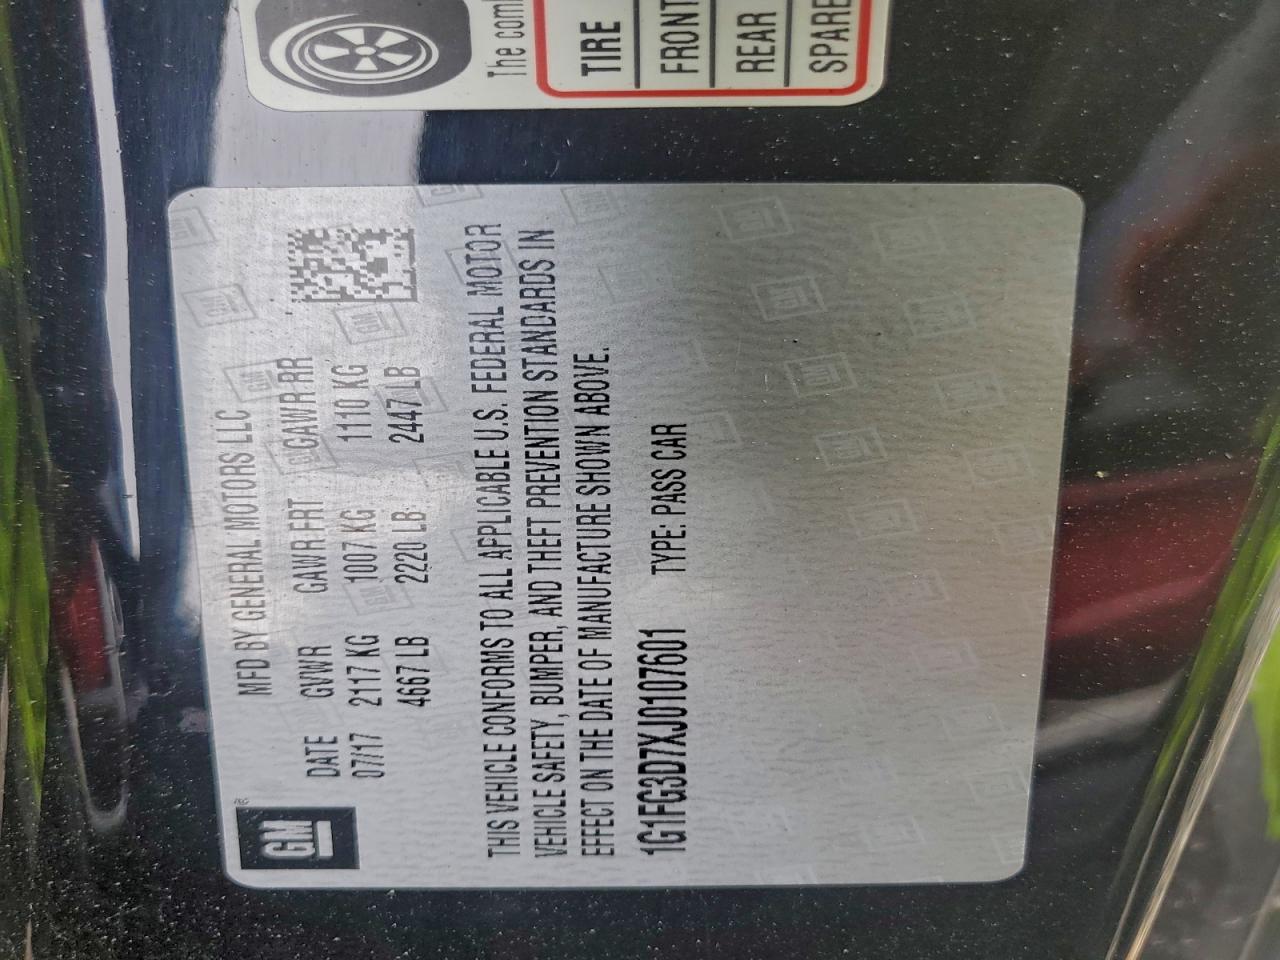 The com
TIRE
FRONT
REAR
SPARE
GM®
MFD BY GENERAL MOTORS LLC
DATE GVWR GAWR FRT GAWR RR
07/17 2117 KG 1007 KG 1110 KG
4667 LB 2220 LB 2447 LB
THIS VEHICLE CONFORMS TO ALL APPLICABLE U.S. FEDERAL MOTOR
VEHICLE SAFETY, BUMPER, AND THEFT PREVENTION STANDARDS IN
EFFECT ON THE DATE OF MANUFACTURE SHOWN ABOVE.
1G1FG3D7XJ0107601 TYPE: PASS CAR